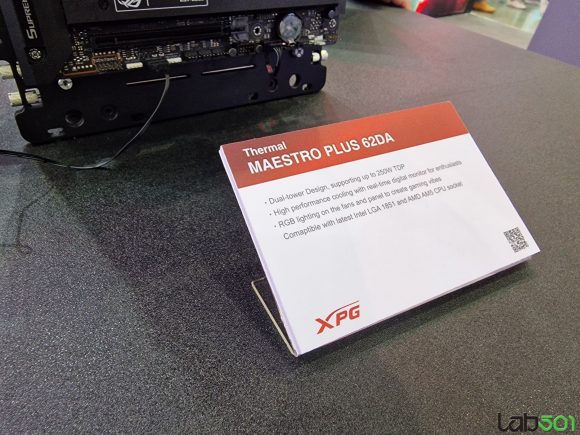 SUPREM
Thermal
MAESTRO PLUS 62DA
· Dual-tower Design, supporting up to 250W TDP
· High performance cooling with real-time digital monitor for enthusiasts
· RGB lighting on the fans and panel to create gaming vibes
Comaptible with latest Intel LGA 1851 and AMD AM5 CPU socket
XPG
lab501